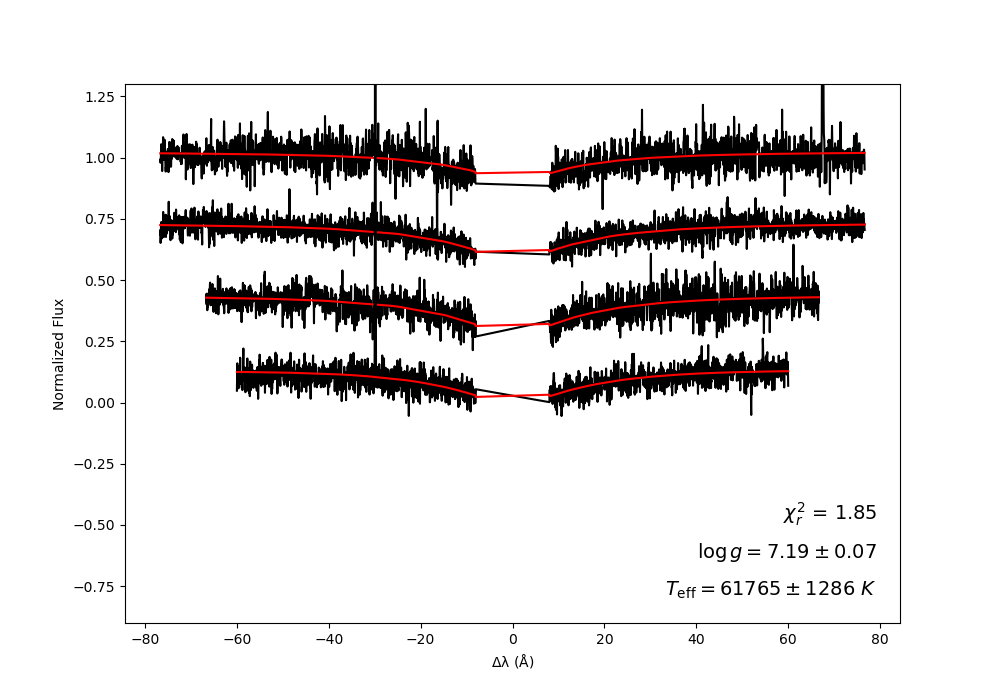 Normalized Flux
1.25
1.00
0.75
0.50
0.25
0.00
−0.25
−0.50
−0.75
χ²ᵣ = 1.85
log g = 7.19 ± 0.07
T_eff = 61765 ± 1286 K
−80 −60 −40 −20 0 20 40 60 80
Δλ (Å)